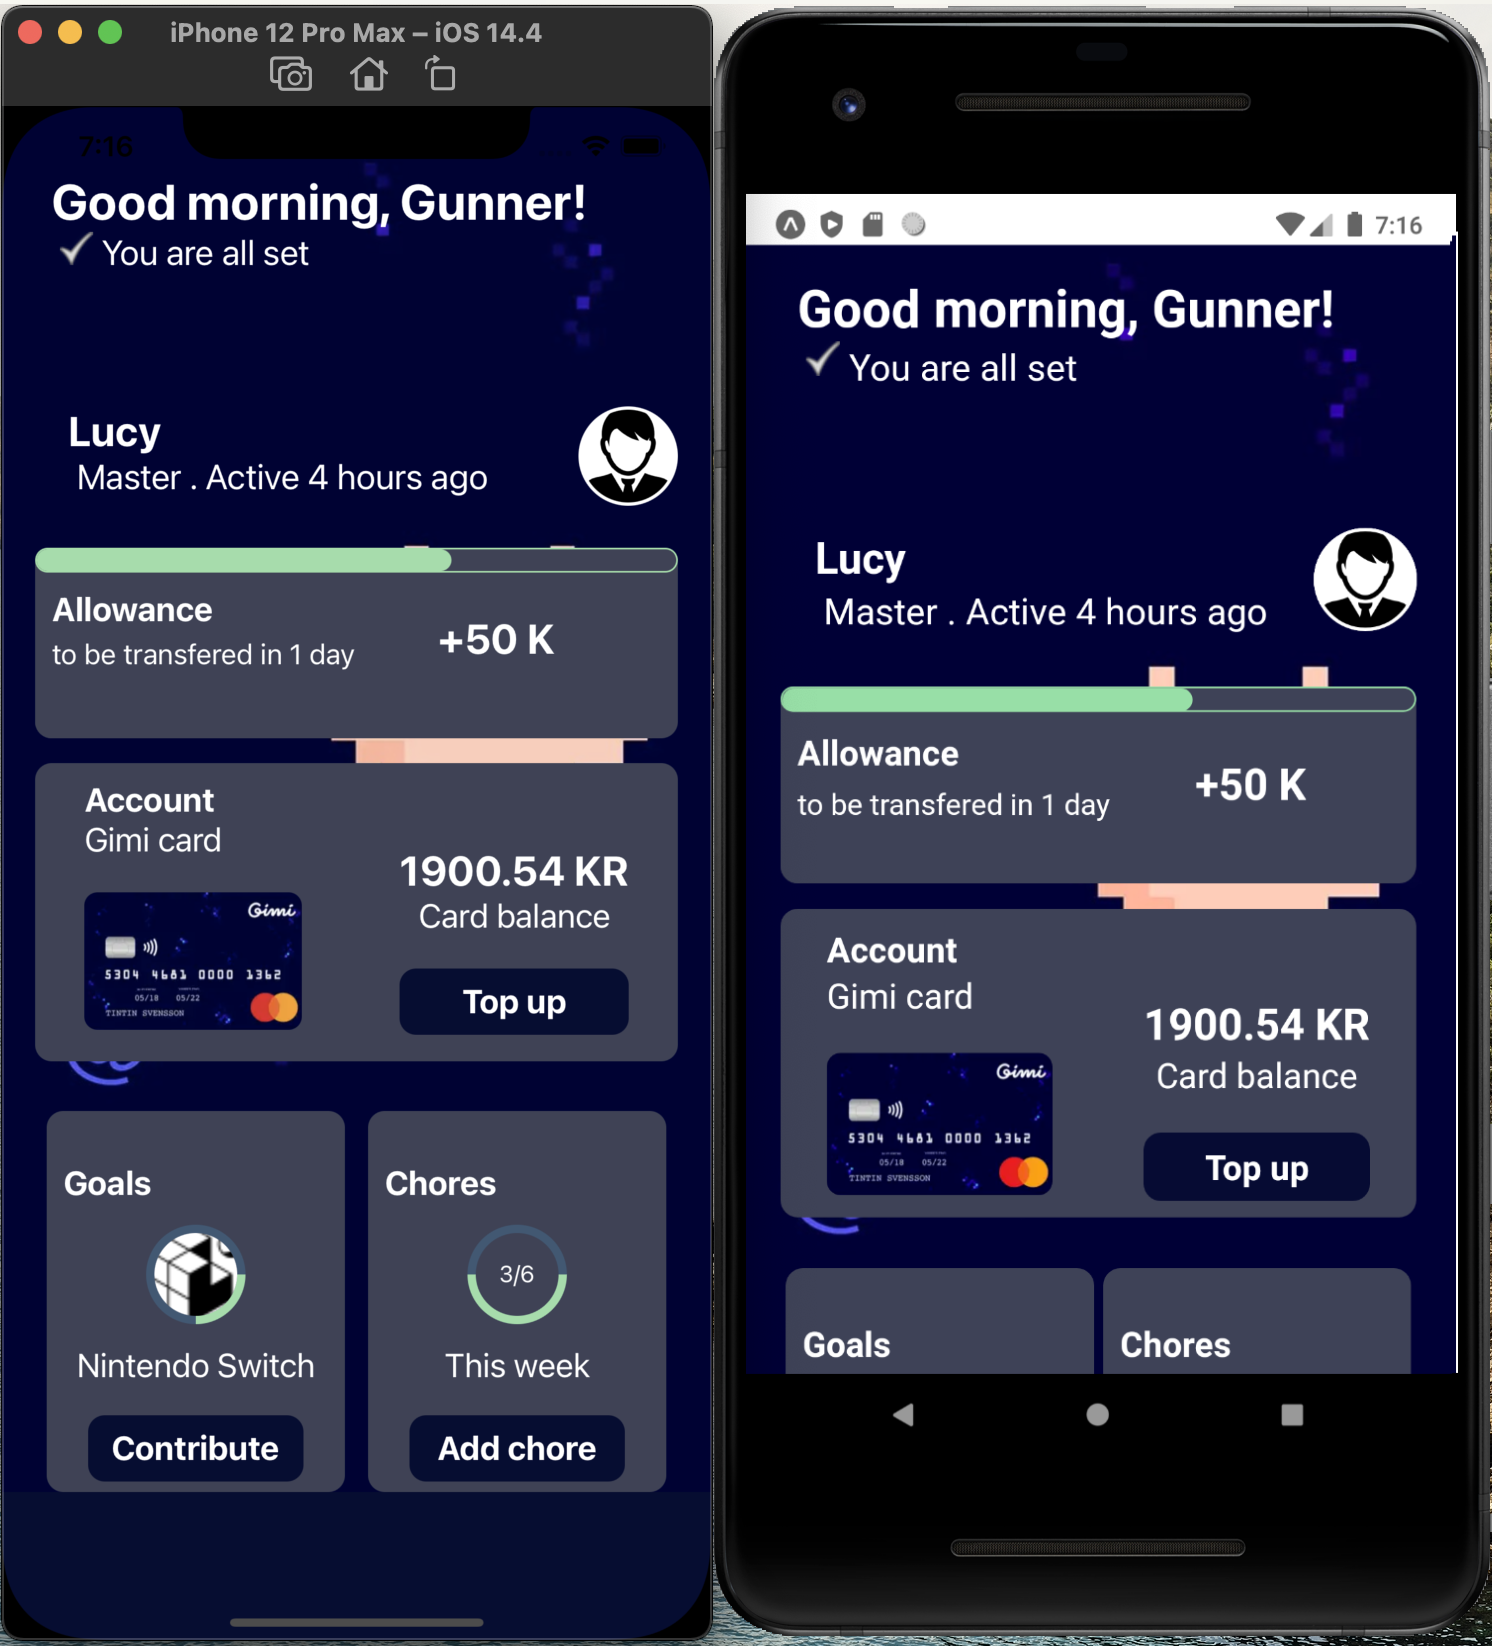 iPhone 12 Pro Max – iOS 14.4
7:16
Good morning, Gunner!
You are all set
Lucy
Master . Active 4 hours ago
Allowance
to be transfered in 1 day
+50 K
Account
Gimi card
1900.54 KR
Card balance
Gimi
5304 4681 0000 1362
05/18 05/22
TINTIN SVENSSON
Top up
Goals
Nintendo Switch
Contribute
Chores
3/6
This week
Add chore
7:16
Good morning, Gunner!
You are all set
Lucy
Master . Active 4 hours ago
Allowance
to be transfered in 1 day
+50 K
Account
Gimi card
1900.54 KR
Card balance
Gimi
5304 4681 0000 1362
05/18 05/22
TINTIN SVENSSON
Top up
Goals
Chores